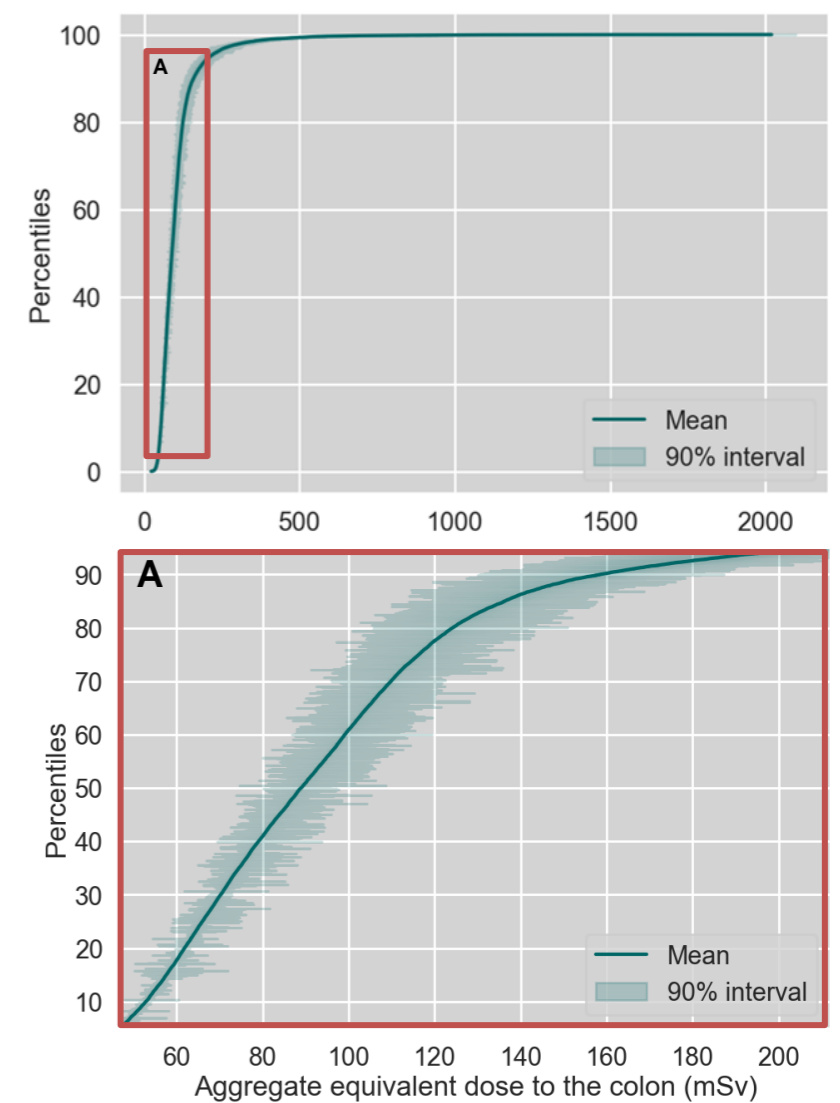 100
A
80
60
Percentiles
40
20
Mean
90% interval
0
0 500 1000 1500 2000
A
90
80
70
60
Percentiles
50
40
30
20
Mean
90% interval
10
60 80 100 120 140 160 180 200
Aggregate equivalent dose to the colon (mSv)